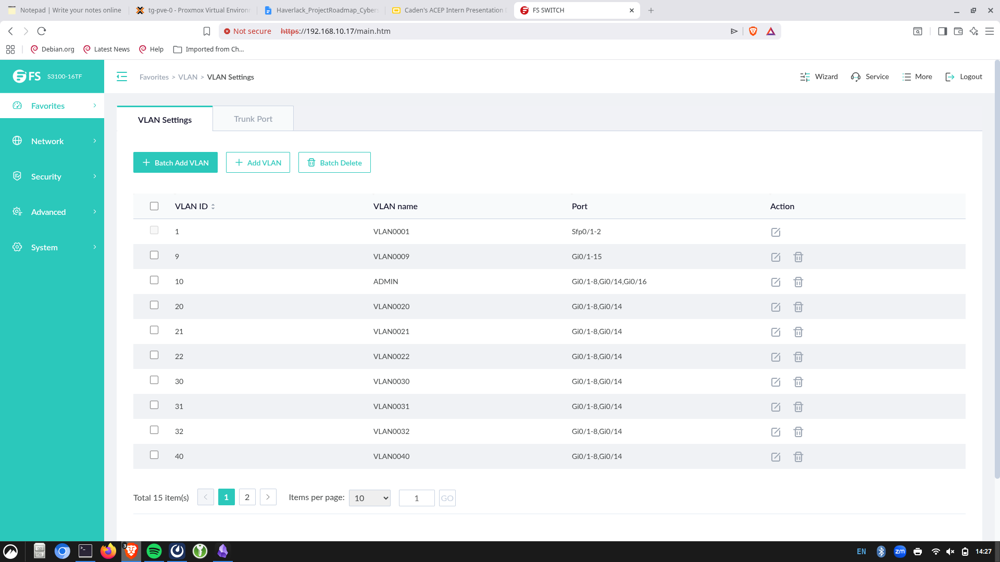 Notepad | Write your notes online
tg-pve-0 - Proxmox Virtual Environ
Haverlack_ProjectRoadmap_Cybers
Caden's ACEP Intern Presentation
FS SWITCH
Not secure https://192.168.10.17/main.htm
Debian.org Latest News Help Imported from Ch...
FS S3100-16TF
Favorites > VLAN > VLAN Settings
Wizard Service More Logout
Favorites
Network
Security
Advanced
System
VLAN Settings Trunk Port
Batch Add VLAN Add VLAN Batch Delete
VLAN ID VLAN name Port Action
1 VLAN0001 Sfp0/1-2
9 VLAN0009 Gi0/1-15
10 ADMIN Gi0/1-8,Gi0/14,Gi0/16
20 VLAN0020 Gi0/1-8,Gi0/14
21 VLAN0021 Gi0/1-8,Gi0/14
22 VLAN0022 Gi0/1-8,Gi0/14
30 VLAN0030 Gi0/1-8,Gi0/14
31 VLAN0031 Gi0/1-8,Gi0/14
32 VLAN0032 Gi0/1-8,Gi0/14
40 VLAN0040 Gi0/1-8,Gi0/14
Total 15 item(s) 1 2 Items per page: 10 1 GO
3
EN zm 14:27